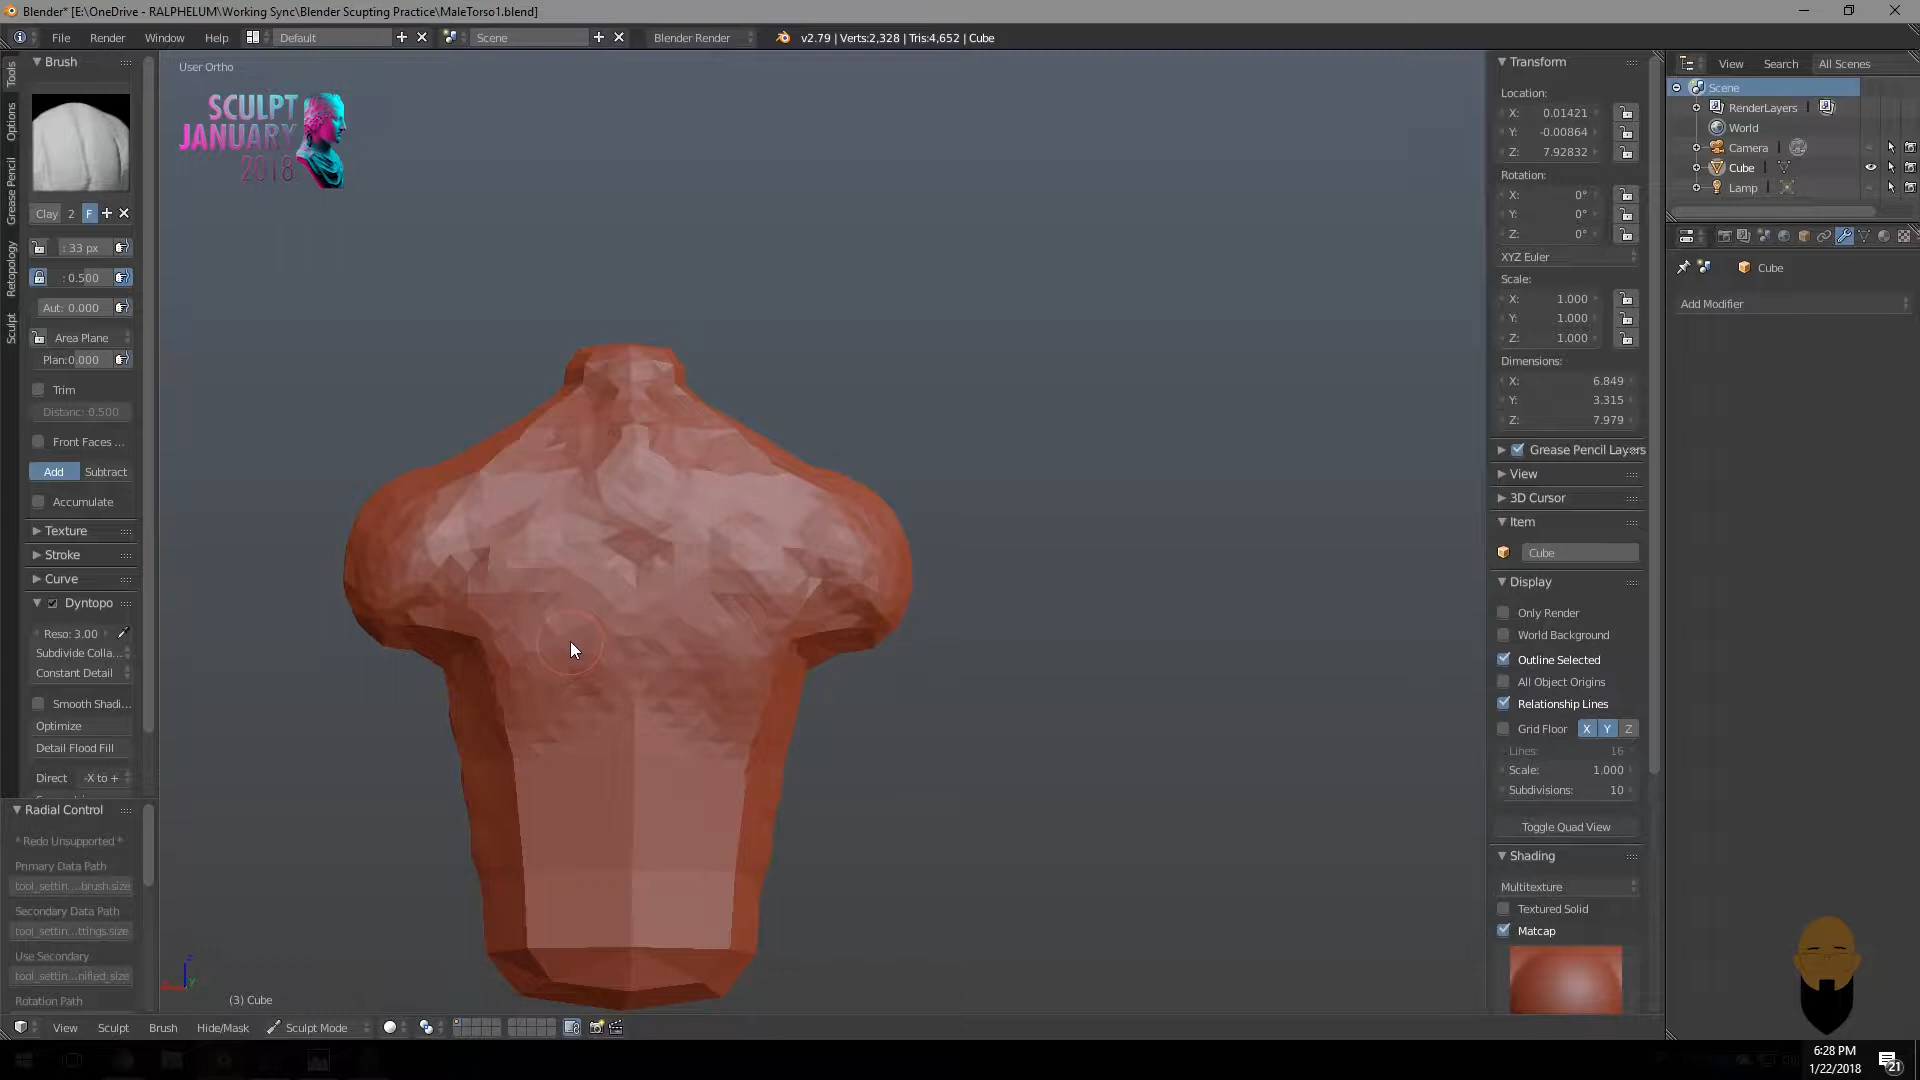 Blender* [E:\OneDrive - RALPHELUM\Working Sync\Blender Scupting Practice\MaleTorso1.blend]
File Render Window Help Default Scene Blender Render v2.79 | Verts:2,328 | Tris:4,652 | Cube
Tools
Options
Grease Pencil
Retopology
Sculpt
Brush
Clay 2 F
: 33 px
: 0.500
Aut: 0.000
Area Plane
Plan:0.000
Trim
Distanc: 0.500
Front Faces ...
Add Subtract
Accumulate
Texture
Stroke
Curve
Dyntopo
Reso: 3.00
Subdivide Colla...
Constant Detail
Smooth Shadi...
Optimize
Detail Flood Fill
Direct -X to +
Radial Control
* Redo Unsupported *
Primary Data Path
tool_settin....brush.size
Secondary Data Path
tool_settin...ttings.size
Use Secondary
tool_settin...nified_size
Rotation Path
User Ortho
SCULPT
JANUARY
2018
(3) Cube
View Sculpt Brush Hide/Mask Sculpt Mode
Transform
Location:
X: 0.01421
Y: -0.00864
Z: 7.92832
Rotation:
X: 0°
Y: 0°
Z: 0°
XYZ Euler
Scale:
X: 1.000
Y: 1.000
Z: 1.000
Dimensions:
X: 6.849
Y: 3.315
Z: 7.979
Grease Pencil Layers
View
3D Cursor
Item
Cube
Display
Only Render
World Background
Outline Selected
All Object Origins
Relationship Lines
Grid Floor X Y Z
Lines: 16
Scale: 1.000
Subdivisions: 10
Toggle Quad View
Shading
Multitexture
Textured Solid
Matcap
View Search All Scenes
Scene
RenderLayers
World
Camera
Cube
Lamp
Cube
Add Modifier
6:28 PM
1/22/2018
21